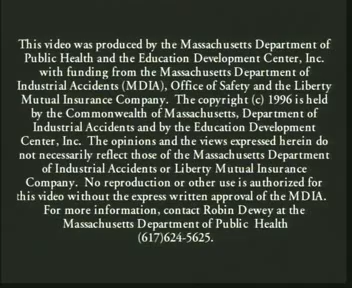 This video was produced by the Massachusetts Department of
Public Health and the Education Development Center, Inc.
with funding from the Massachusetts Department of
Industrial Accidents (MDIA), Office of Safety and the Liberty
Mutual Insurance Company. The copyright (c) 1996 is held
by the Commonwealth of Massachusetts, Department of
Industrial Accidents and by the Education Development
Center, Inc. The opinions and the views expressed herein do
not necessarily reflect those of the Massachusetts Department
of Industrial Accidents or Liberty Mutual Insurance
Company. No reproduction or other use is authorized for
this video without the express written approval of the MDIA.
For more information, contact Robin Dewey at the
Massachusetts Department of Public Health
(617)624-5625.